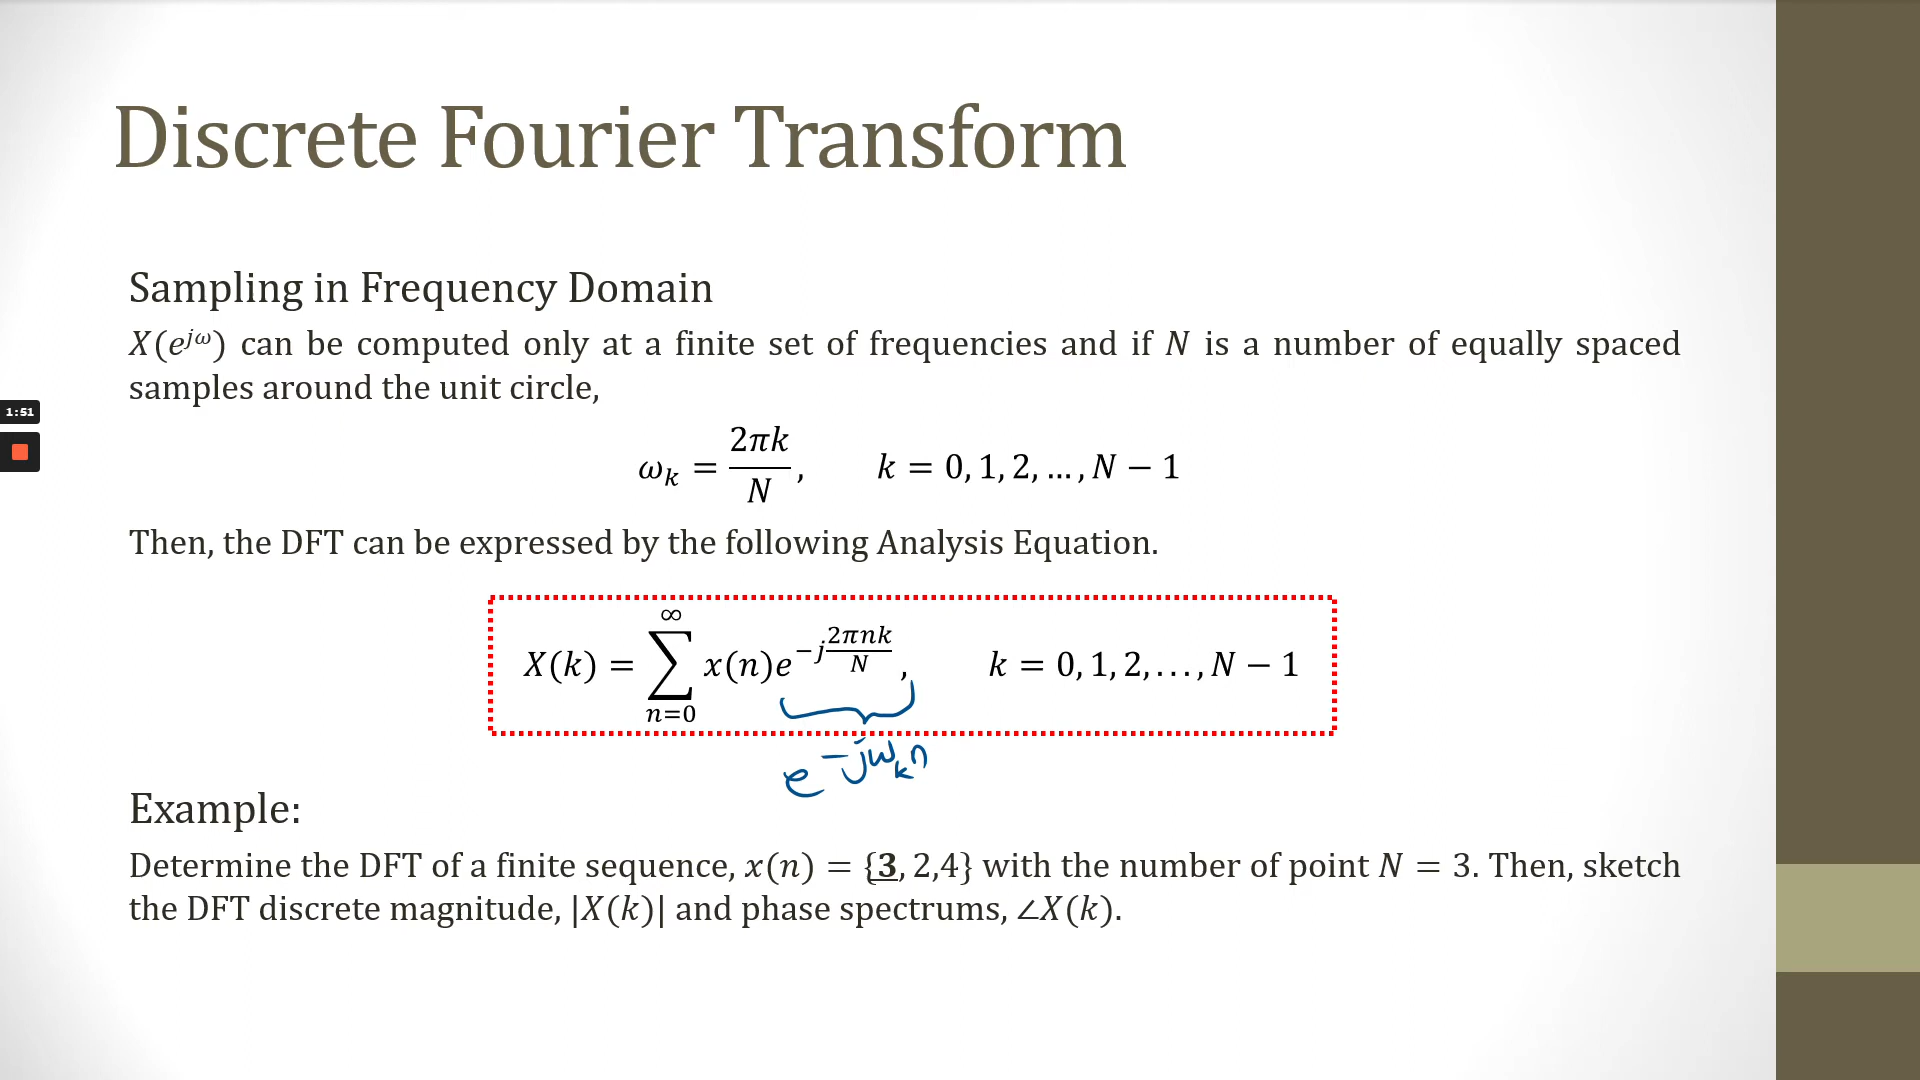 Discrete Fourier Transform
Sampling in Frequency Domain
X(e^{jω}) can be computed only at a finite set of frequencies and if N is a number of equally spaced
samples around the unit circle,
1:51
ω_k = \frac{2πk}{N},  k = 0, 1, 2, … , N − 1
Then, the DFT can be expressed by the following Analysis Equation.
X(k) = \sum_{n=0}^{∞} x(n)e^{−j\frac{2πnk}{N}},  k = 0, 1, 2, . . . , N − 1
e^{−jω_k n}
Example:
Determine the DFT of a finite sequence, x(n) = {3, 2,4} with the number of point N = 3. Then, sketch
the DFT discrete magnitude, |X(k)| and phase spectrums, ∠X(k).